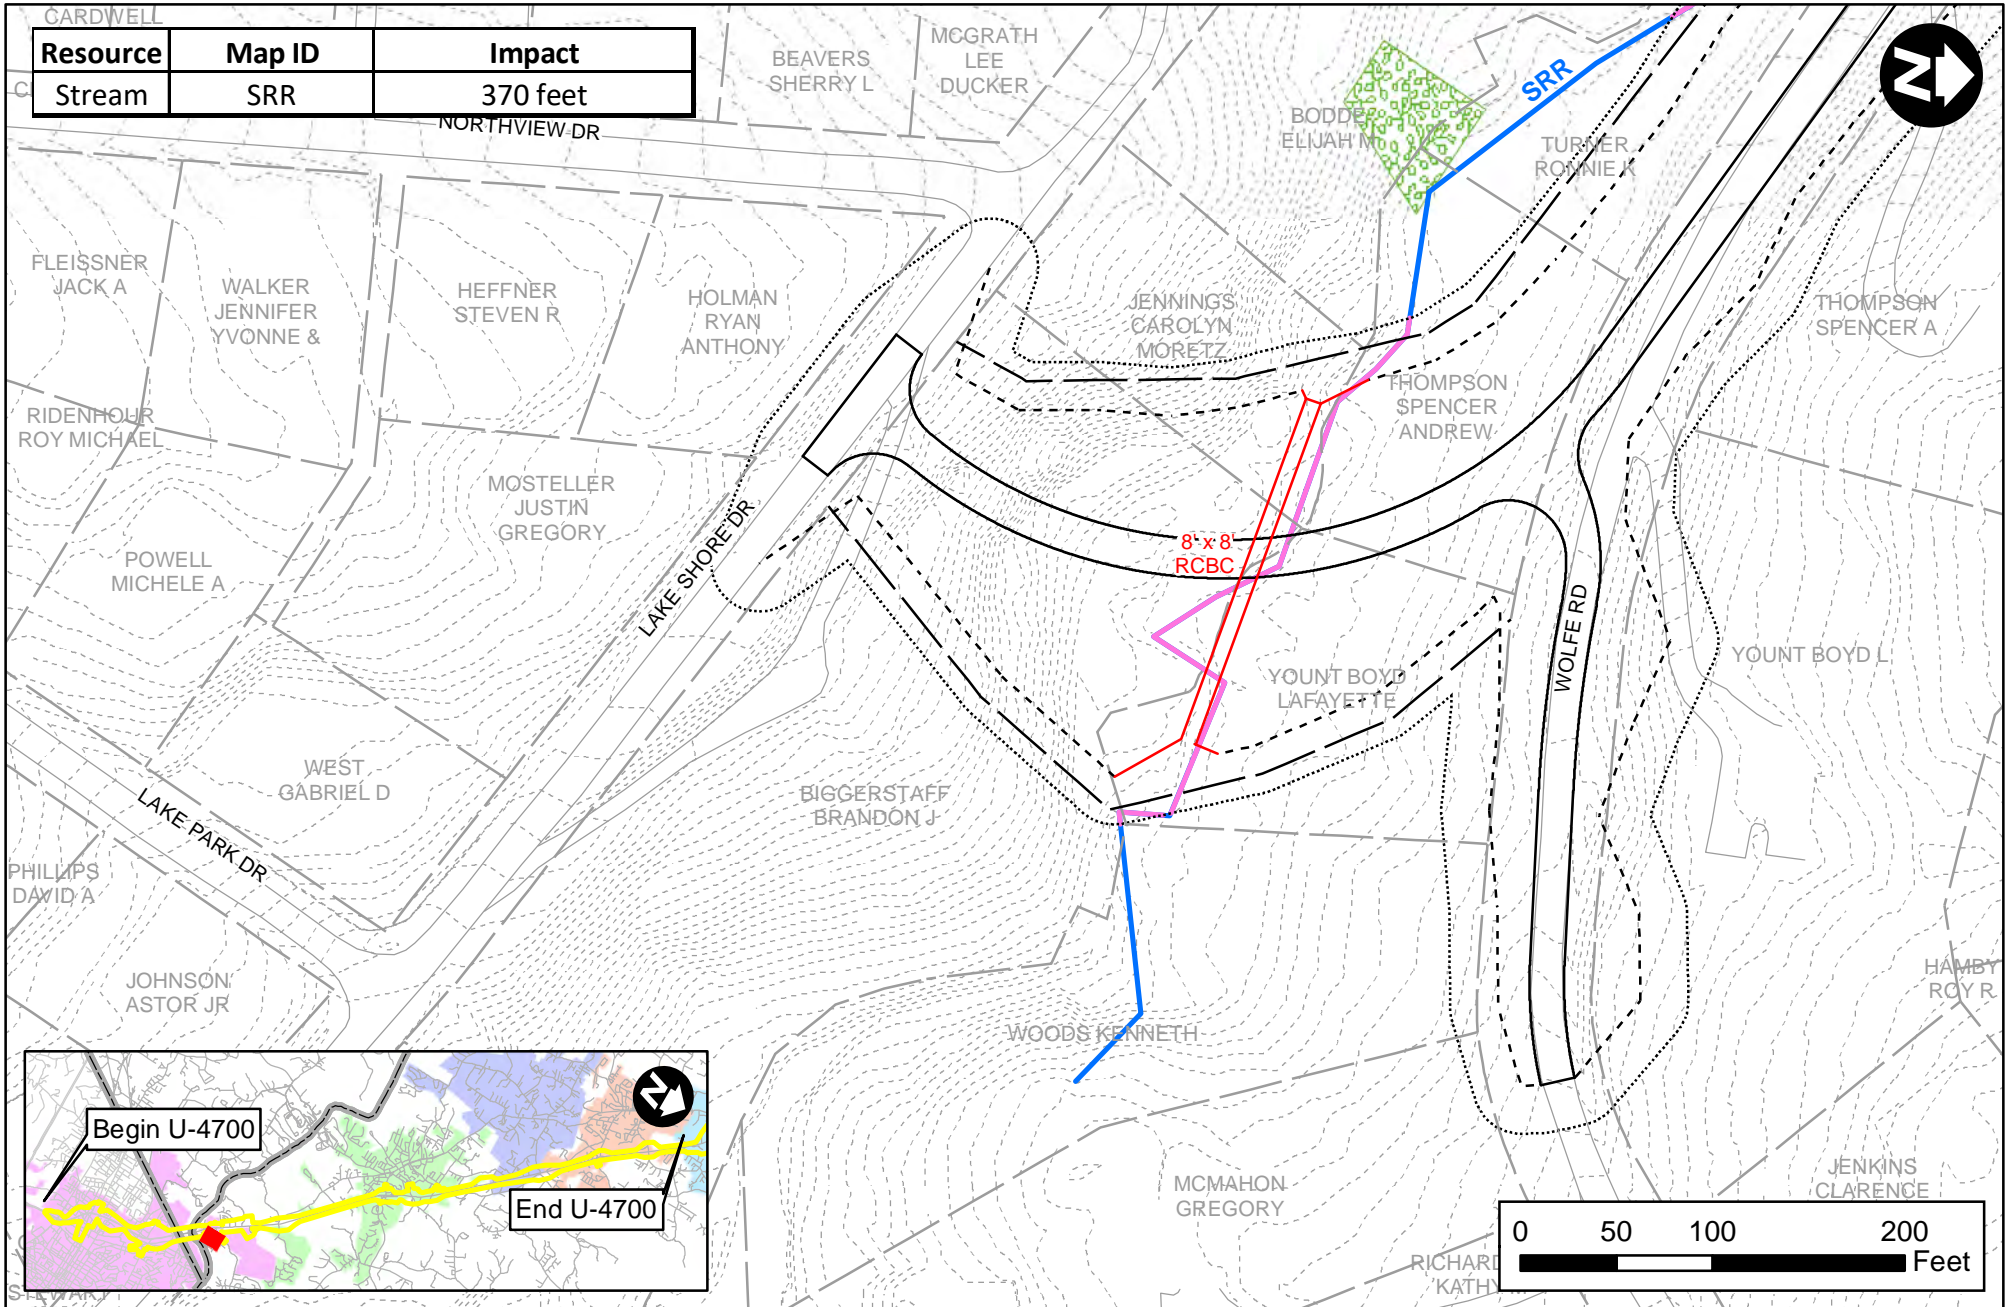 CARDWELL
Resource Map ID Impact
Stream SRR 370 feet
NORTHVIEW DR
BEAVERS
SHERRY L
MCGRATH
LEE
DUCKER
BODDE
ELIJAH M
SRR
TURNER
RONNIE K
N
FLEISSNER
JACK A
WALKER
JENNIFER
YVONNE &
HEFFNER
STEVEN R
HOLMAN
RYAN
ANTHONY
JENNINGS
CAROLYN
MORETZ
THOMPSON
SPENCER A
THOMPSON
SPENCER
ANDREW
RIDENHOUR
ROY MICHAEL
MOSTELLER
JUSTIN
GREGORY
LAKE SHORE DR
8' x 8'
RCBC
POWELL
MICHELE A
WOLFE RD
YOUNT BOYD L
YOUNT BOYD
LAFAYETTE
WEST
GABRIEL D
LAKE PARK DR
BIGGERSTAFF
BRANDON J
PHILLIPS
DAVID A
JOHNSON
ASTOR JR
WOODS KENNETH
HAMBY
ROY R
MCMAHON
GREGORY
JENKINS
CLARENCE
RICHARD
KATHY
STEWART
Begin U-4700
End U-4700
N
0 50 100 200
Feet